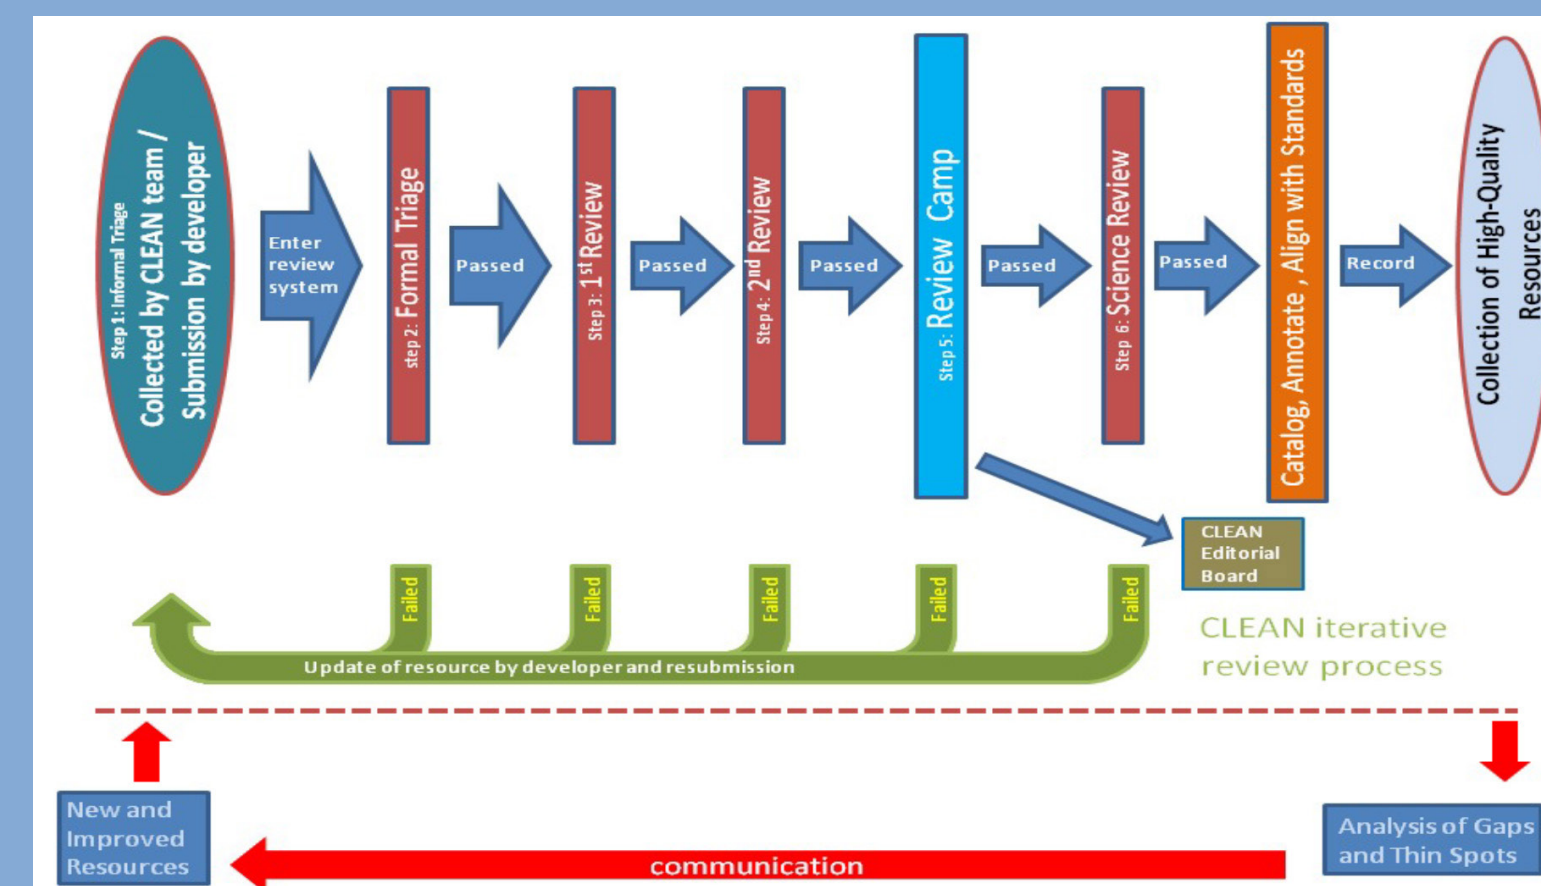 Step 1: Informal Triage
Collected by CLEAN team /
Submission by developer
Enter
review
system
step 2: Formal Triage
Passed
Step 3: 1st Review
Passed
Step 4: 2nd Review
Passed
Step 5: Review Camp
Passed
Step 6: Science Review
Passed
Catalog, Annotate , Align with Standards
Record
Collection of High-Quality
Resources
CLEAN
Editorial
Board
Failed
Failed
Failed
Failed
Failed
Update of resource by developer and resubmission
CLEAN iterative
review process
New and
Improved
Resources
communication
Analysis of Gaps
and Thin Spots